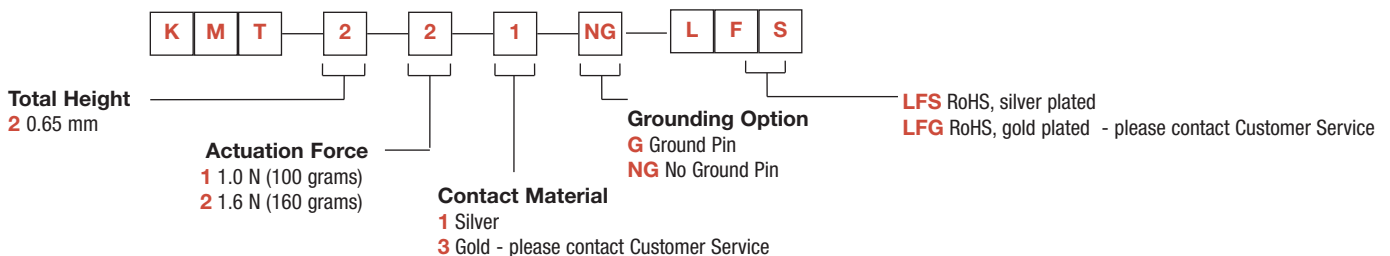 K M T 2 2 1 NG L F S
Total Height
2 0.65 mm
Actuation Force
1 1.0 N (100 grams)
2 1.6 N (160 grams)
Contact Material
1 Silver
3 Gold - please contact Customer Service
Grounding Option
G Ground Pin
NG No Ground Pin
LFS RoHS, silver plated
LFG RoHS, gold plated - please contact Customer Service